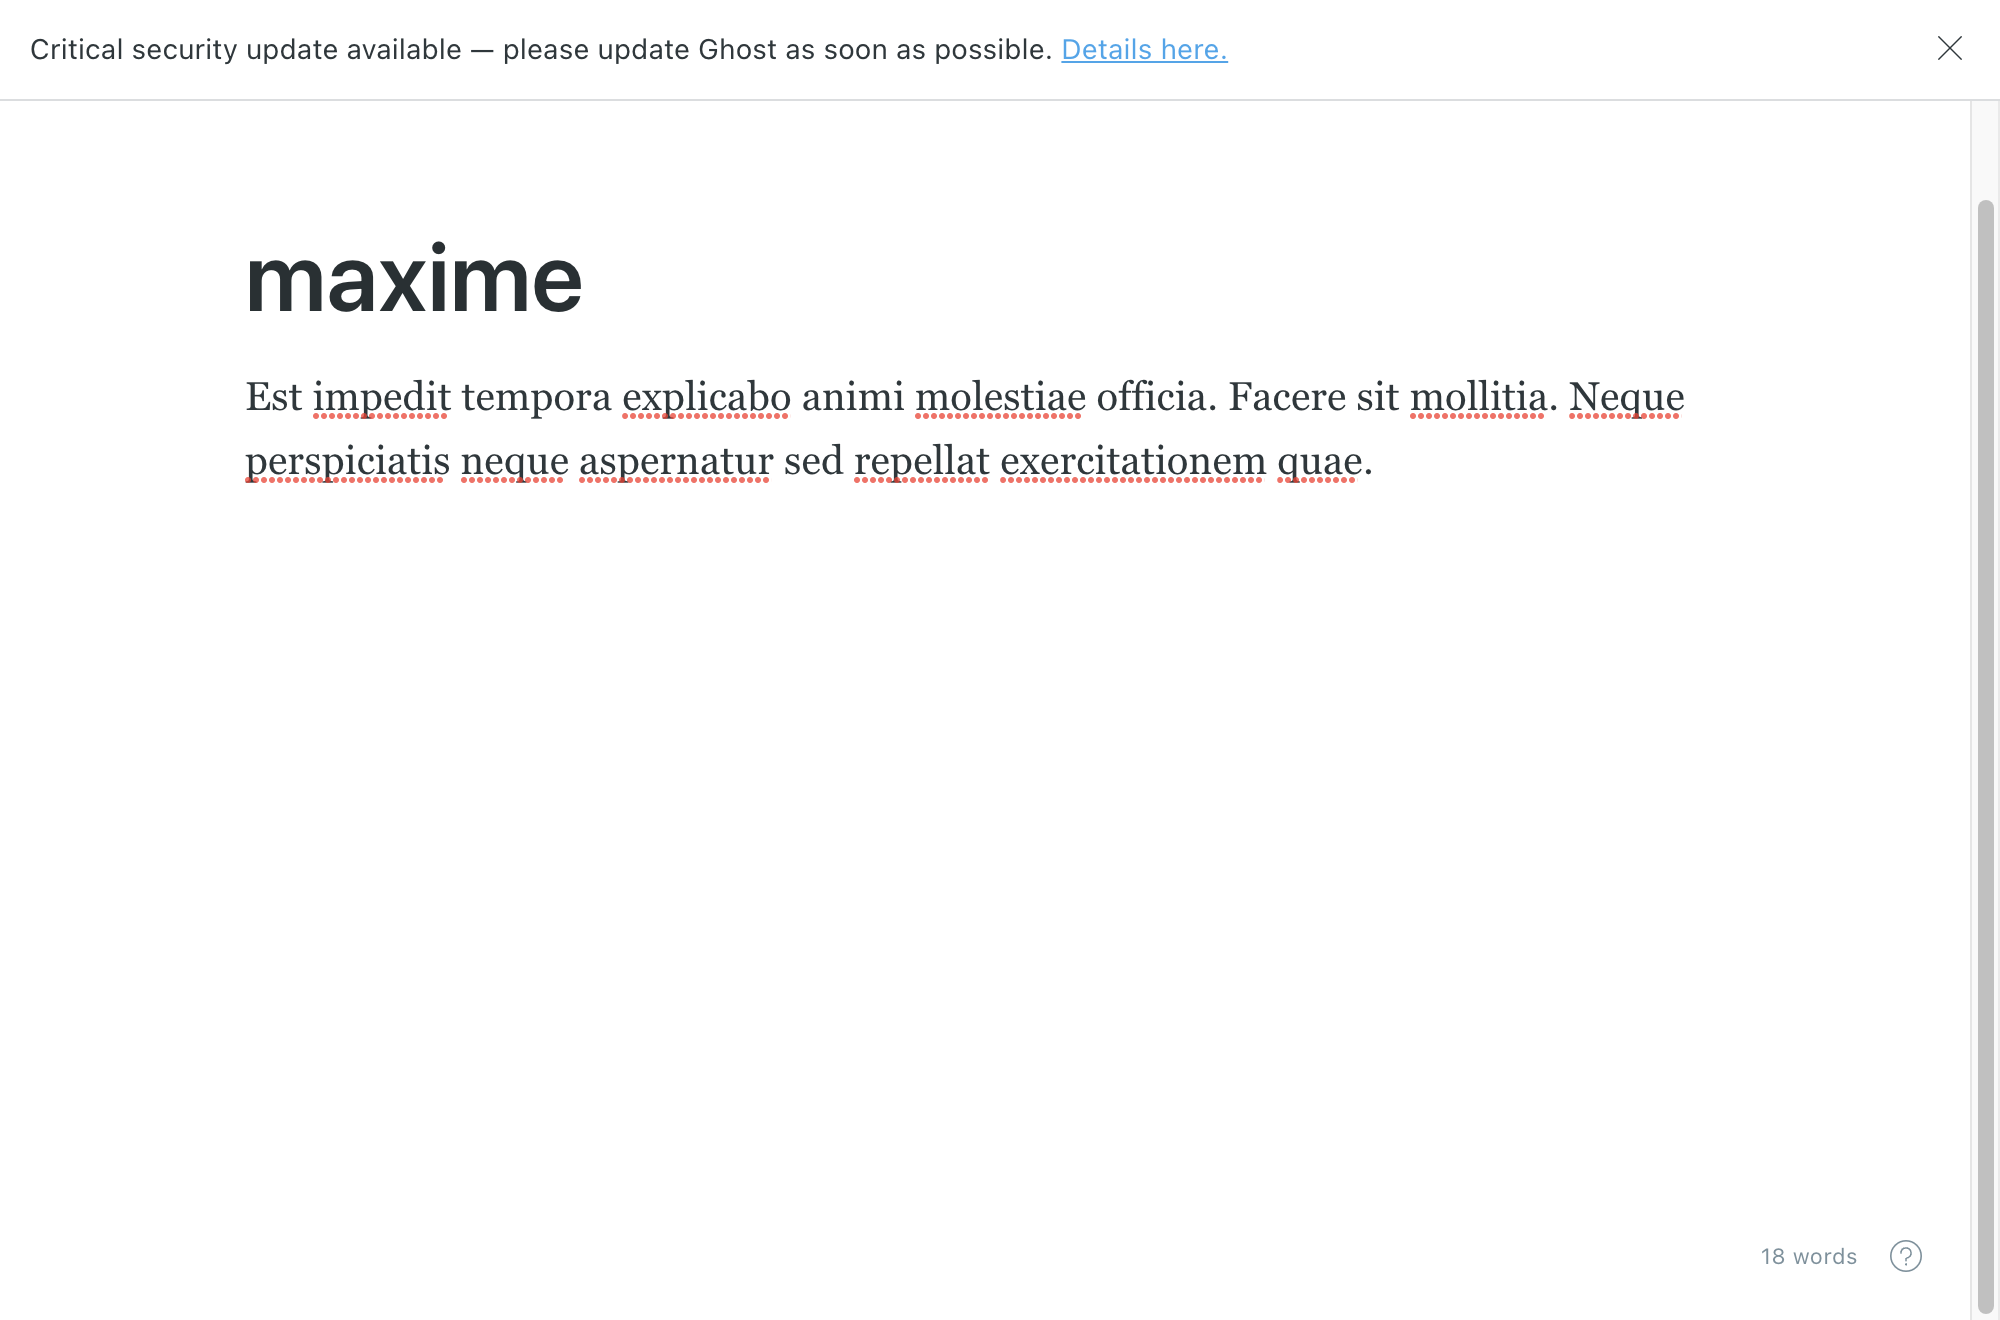 Critical security update available — please update Ghost as soon as possible. Details here.
maxime
Est impedit tempora explicabo animi molestiae officia. Facere sit mollitia. Neque
perspiciatis neque aspernatur sed repellat exercitationem quae.
18 words
?